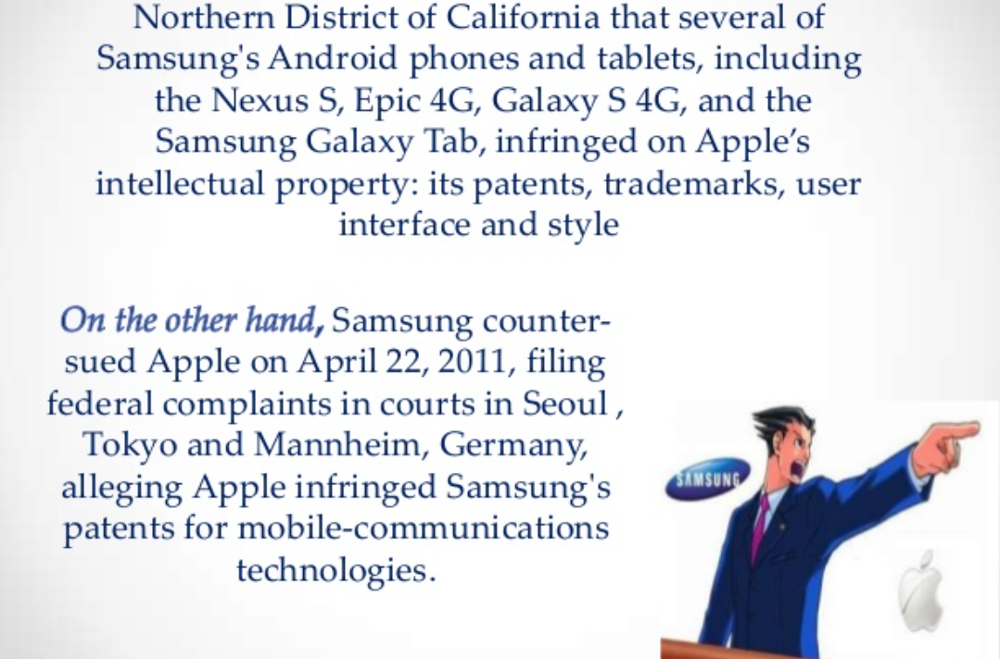 Northern District of California that several of
Samsung's Android phones and tablets, including
the Nexus S, Epic 4G, Galaxy S 4G, and the
Samsung Galaxy Tab, infringed on Apple’s
intellectual property: its patents, trademarks, user
interface and style
On the other hand, Samsung counter-
sued Apple on April 22, 2011, filing
federal complaints in courts in Seoul ,
Tokyo and Mannheim, Germany,
alleging Apple infringed Samsung's
patents for mobile-communications
technologies.
SAMSUNG